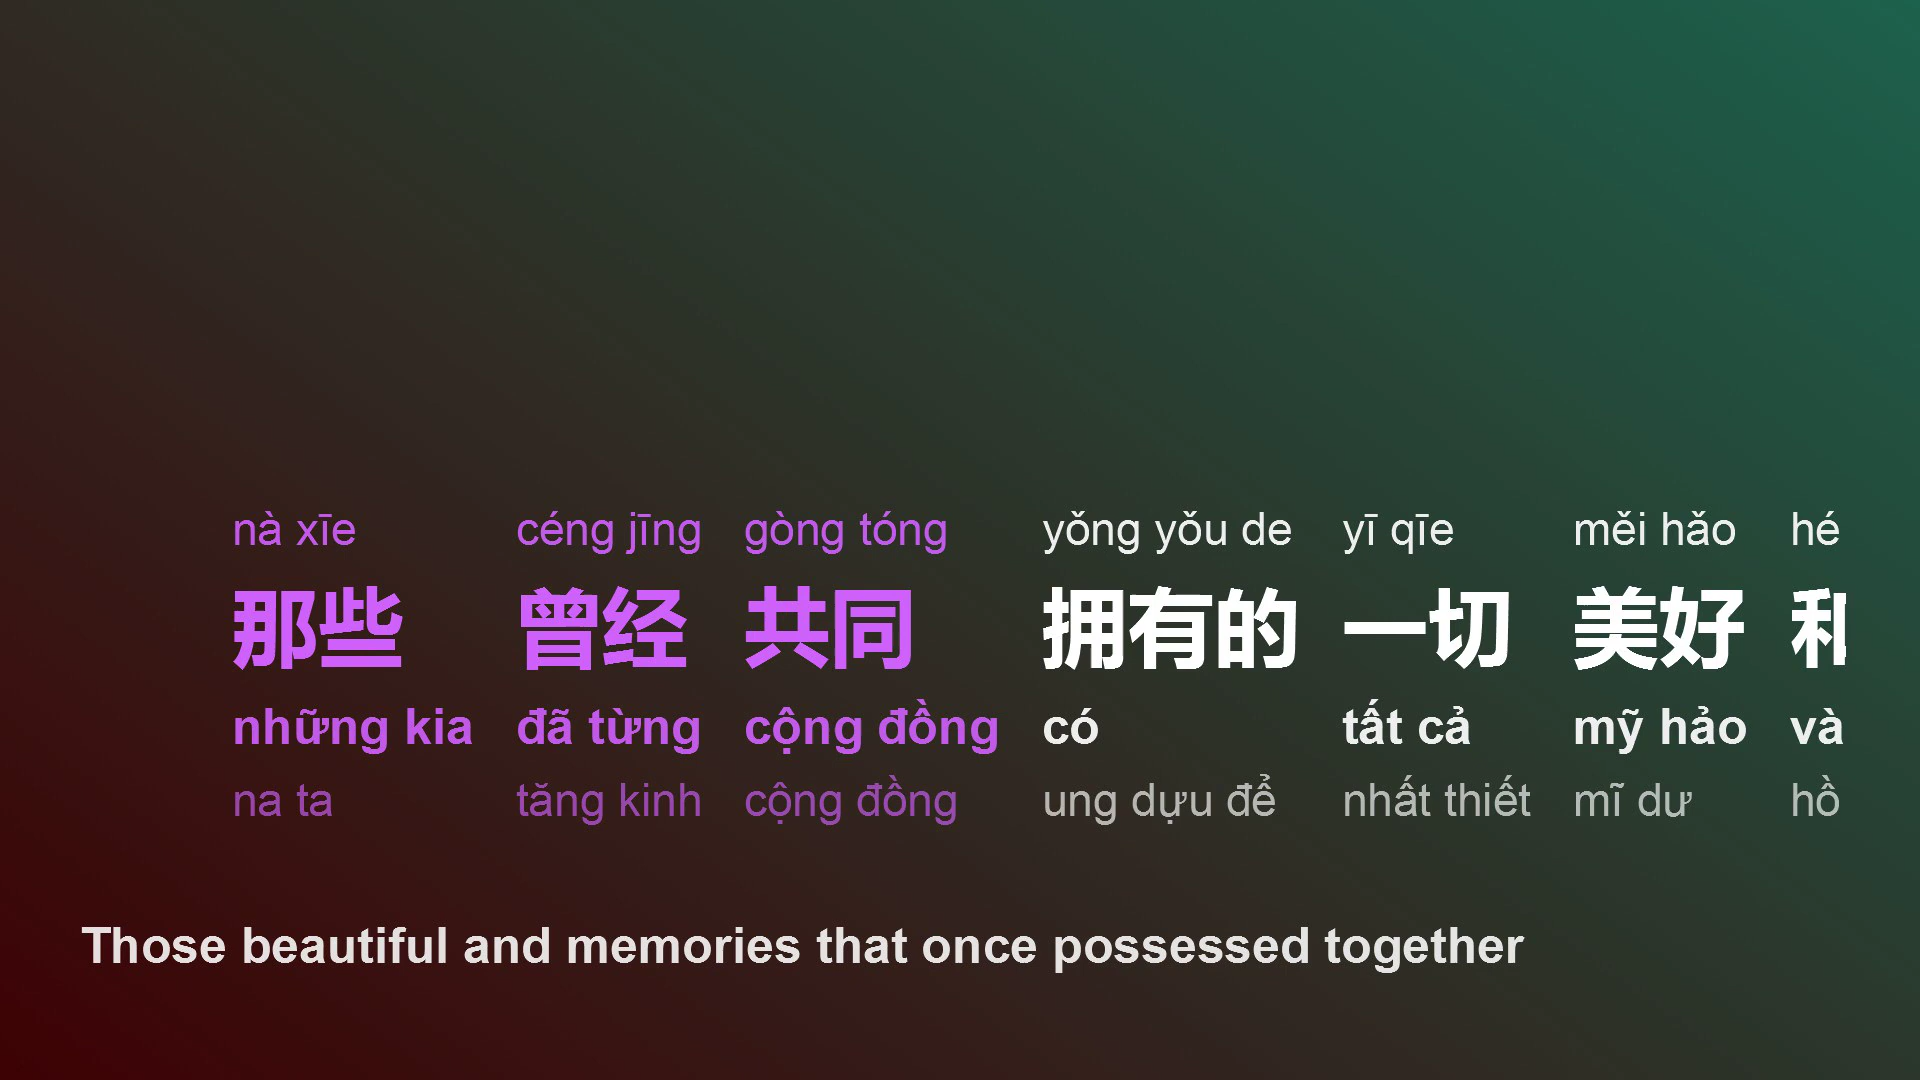 nà xīe céng jīng gòng tóng yǒng yǒu de yī qīe měi hǎo hé
那些 曾经 共同 拥有的 一切 美好
những kia đã từng cộng đồng có tất cả mỹ hảo và
na ta tăng kinh cộng đồng ung dựu để nhất thiết mĩ dư hồ
Those beautiful and memories that once possessed together